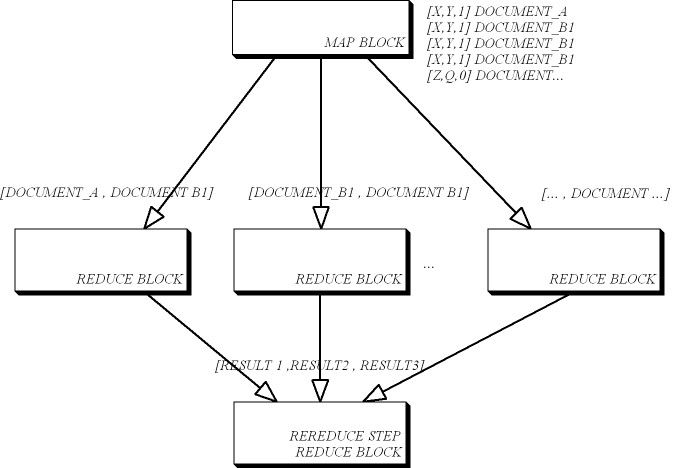 [X,Y,1] DOCUMENT_A
[X,Y,1] DOCUMENT_B1
MAP BLOCK
[X,Y,1] DOCUMENT_B1
[X,Y,1] DOCUMENT_B1
[Z,Q,0] DOCUMENT...
[DOCUMENT_A , DOCUMENT B1]
[DOCUMENT_B1 , DOCUMENT B1]
[... , DOCUMENT ...]
REDUCE BLOCK
REDUCE BLOCK
...
REDUCE BLOCK
[RESULT 1 ,RESULT2 , RESULT3]
REREDUCE STEP
REDUCE BLOCK